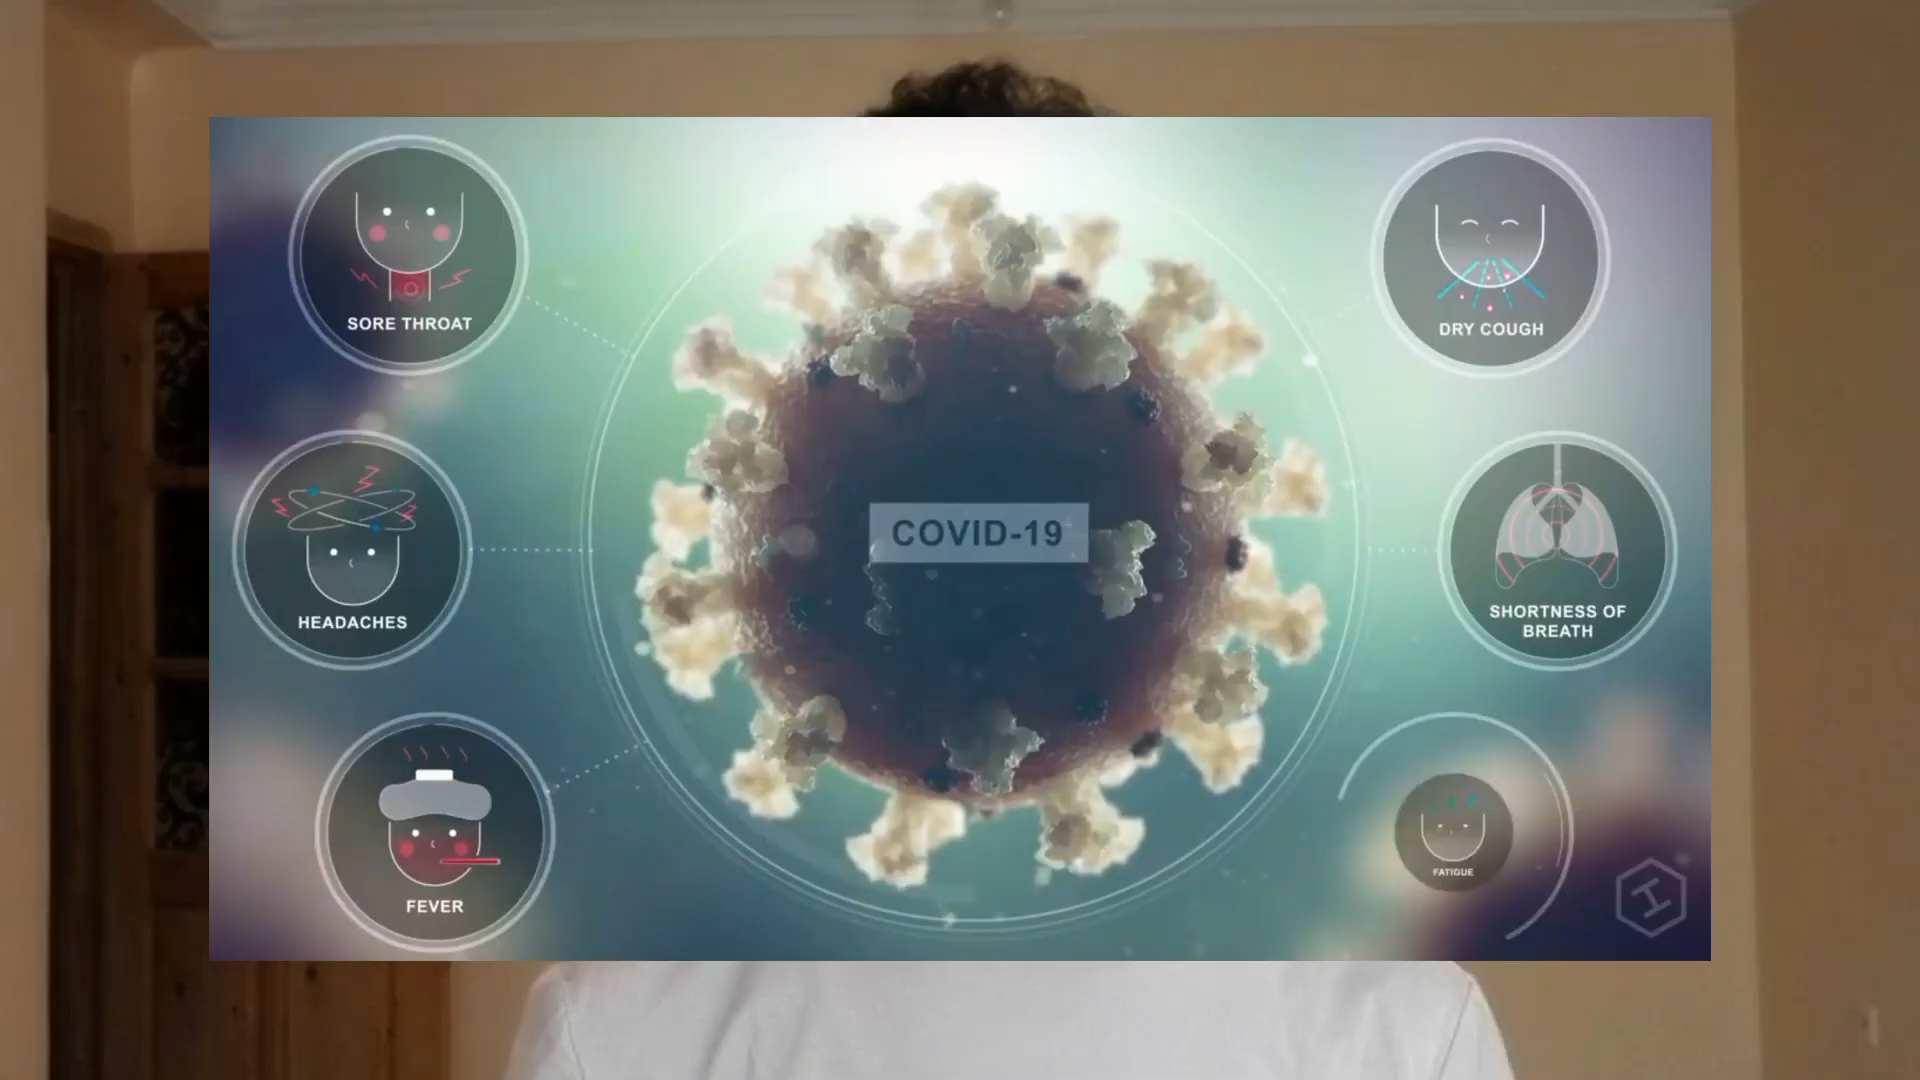 SORE THROAT
DRY COUGH
COVID-19
HEADACHES
SHORTNESS OF
BREATH
FEVER
FATIGUE